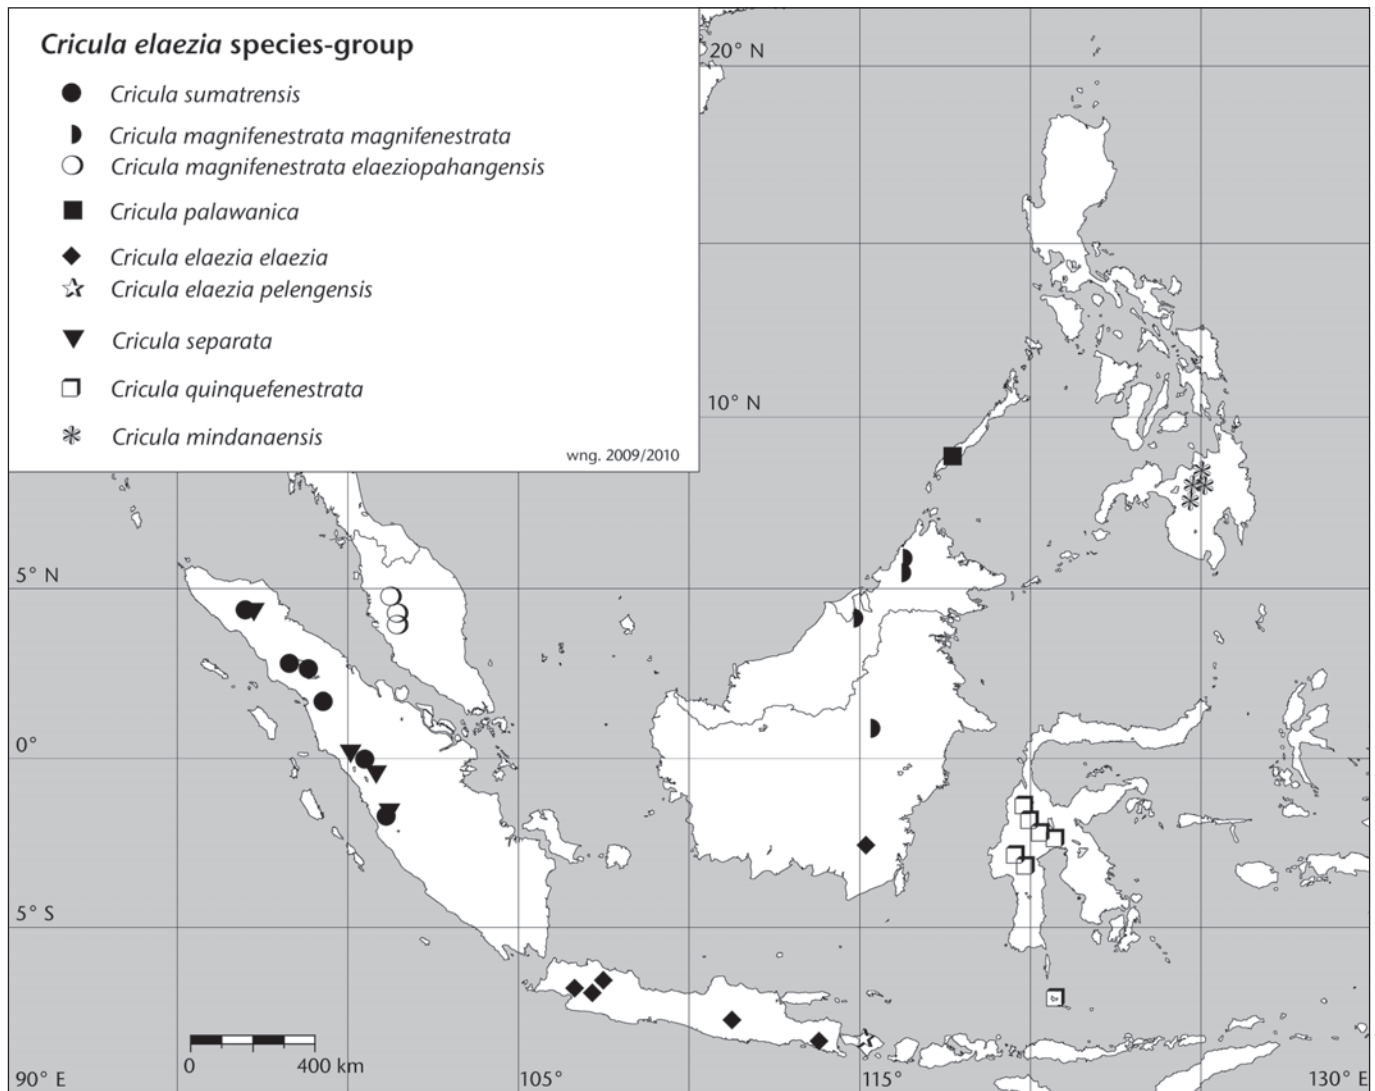 Cricula elaezia species-group
Cricula sumatrensis
Cricula magnifenestrata magnifenestrata
Cricula magnifenestrata elaeziopahangensis
Cricula palawanica
Cricula elaezia elaezia
Cricula elaezia pelengensis
Cricula separata
Cricula quinquefenestrata
Cricula mindanaensis
wng. 2009/2010
20° N
10° N
5° N
0°
5° S
0 400 km
90° E 105° 115° 130° E